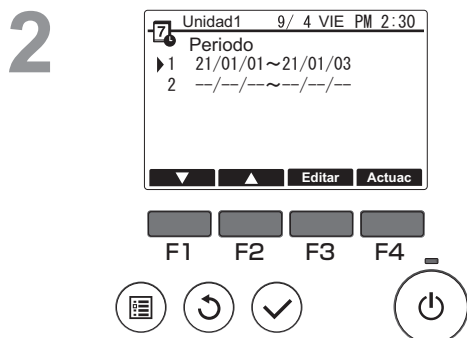 2
7 Unidad1 9/ 4 VIE PM 2:30
Periodo
1 21/01/01~21/01/03
2 --/--/--~--/--/--
Editar Actuac
F1 F2 F3 F4